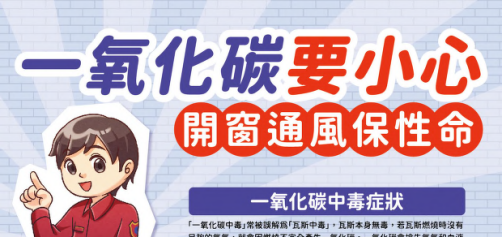 一氧化碳要小心
開窗通風保性命
一氧化碳中毒症狀
「一氧化碳中毒」常被誤解為「瓦斯中毒」，瓦斯本身無毒，若瓦斯燃燒時沒有